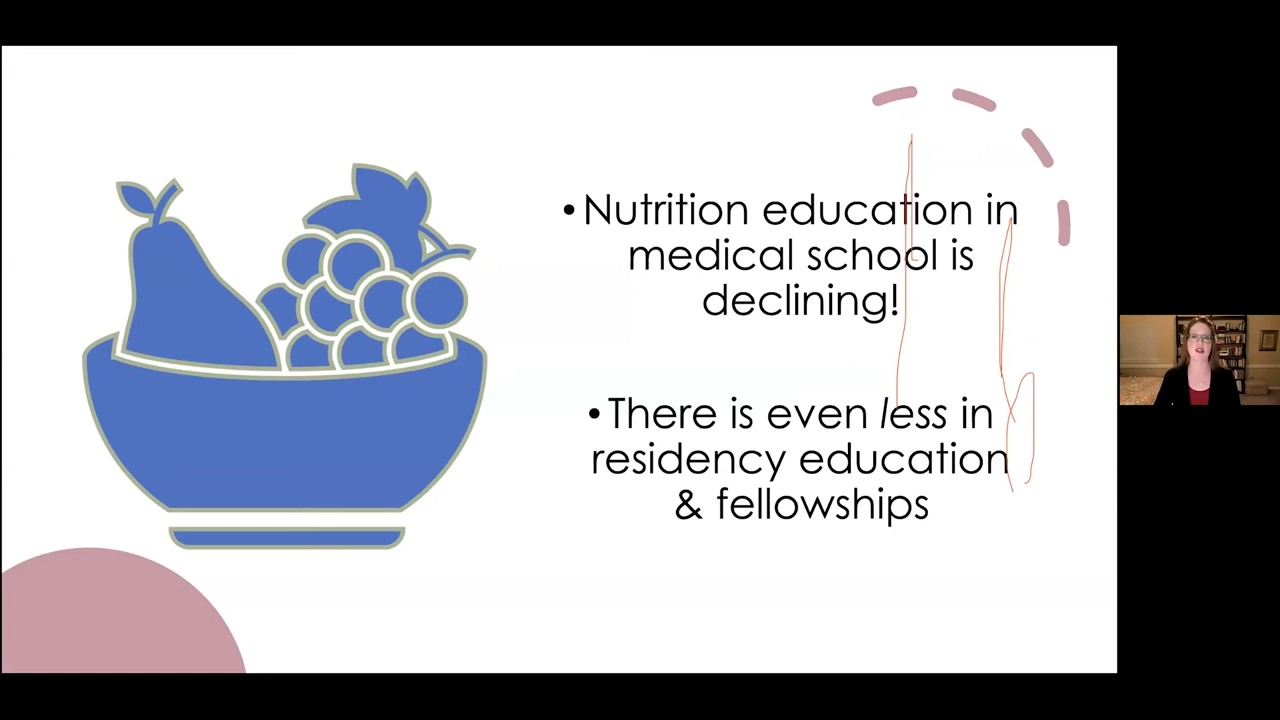 • Nutrition education in
medical school is
declining!
• There is even less in
residency education
& fellowships